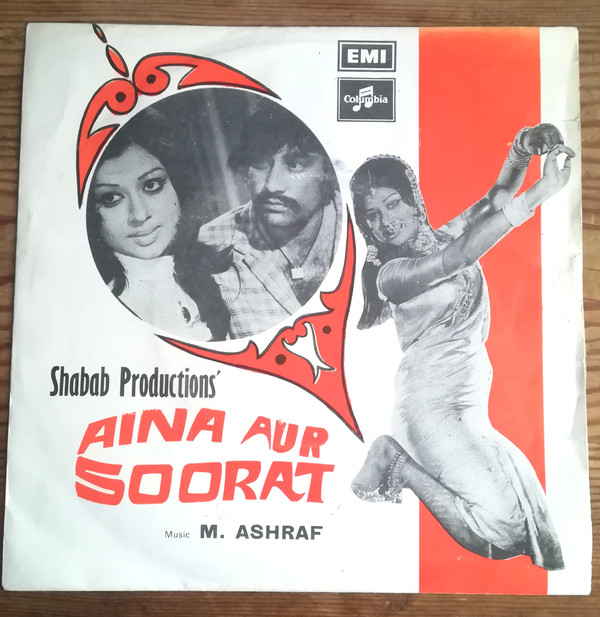 EMI
Columbia
Shabab Productions'
AINA AUR
SOORAT
Music M. ASHRAF